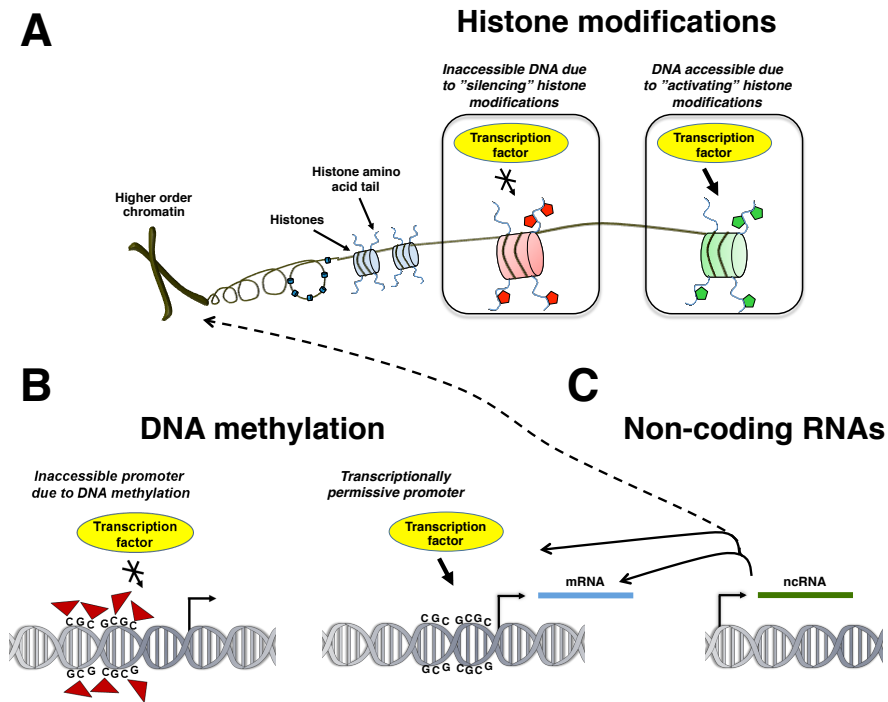 A
Histone modifications
Inaccessible DNA due
to ”silencing” histone
modifications
DNA accessible due
to ”activating” histone
modifications
Transcription
factor
Transcription
factor
Histone amino
acid tail
Higher order
chromatin
Histones
B
DNA methylation
C
Non-coding RNAs
Inaccessible promoter
due to DNA methylation
Transcriptionally
permissive promoter
Transcription
factor
Transcription
factor
mRNA
ncRNA
CGC GCGC
CGC GCGC
GCG CGCG
GCG CGCG